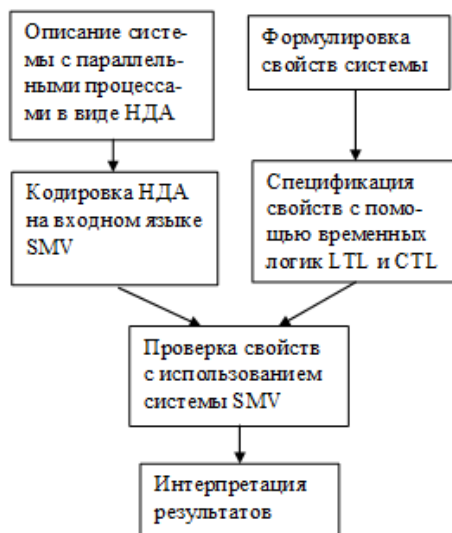 Описание систе-
мы с параллель-
ными процесса-
ми в виде НДА
Формулировка
свойств системы
Кодировка НДА
на входном языке
SMV
Спецификация
свойств с помо-
щью временных
логик LTL и CTL
Проверка свойств
с использованием
системы SMV
Интерпретация
результатов